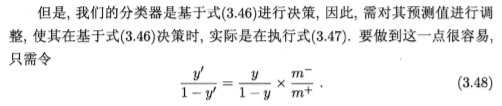 但是, 我们的分类器是基于式(3.46)进行决策, 因此, 需对其预测值进行调
整, 使其在基于式(3.46)决策时, 实际是在执行式(3.47). 要做到这一点很容易,
只需令
y′/(1 − y′) = y/(1 − y) × m⁻/m⁺ . (3.48)